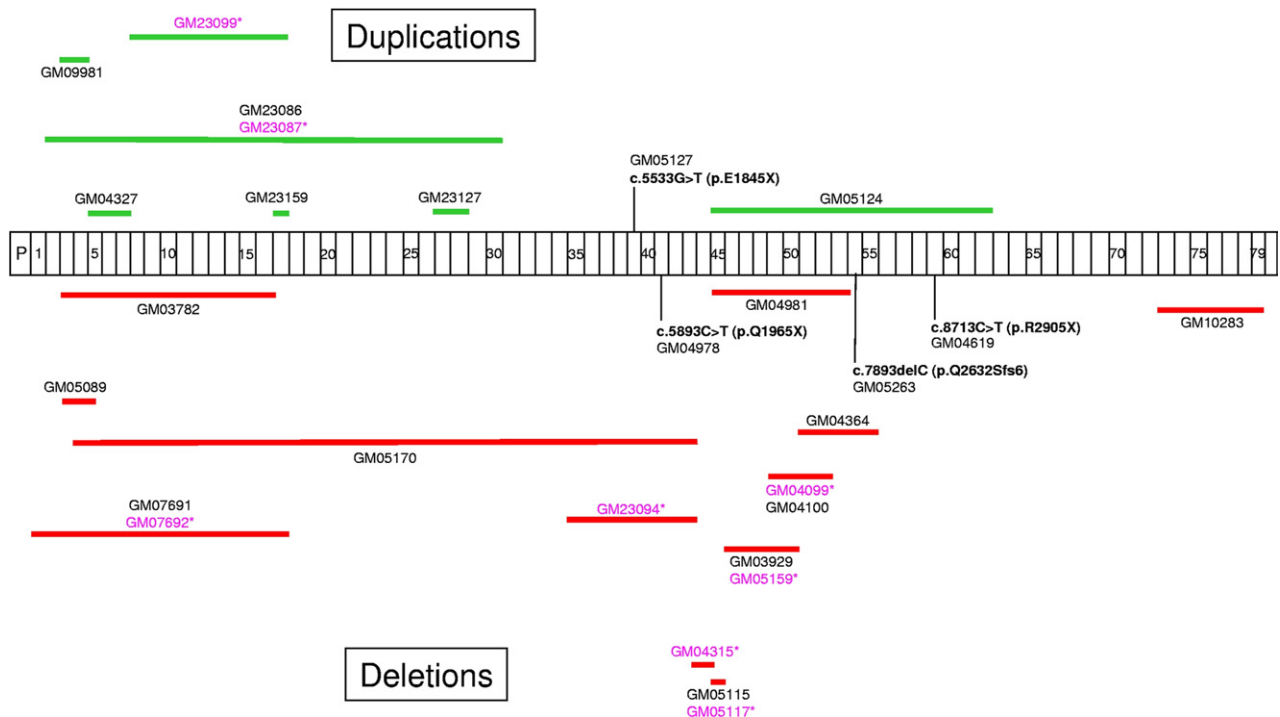 GM23099*
Duplications
GM09981
GM23086
GM23087*
GM05127
c.5533G>T (p.E1845X)
GM04327
GM23159
GM23127
GM05124
P 1 5 10 15 20 25 30 35 40 45 50 55 60 65 70 75 79
GM03782
GM04981
GM10283
c.5893C>T (p.Q1965X)
GM04978
c.8713C>T (p.R2905X)
GM04619
c.7893delC (p.Q2632Sfs6)
GM05263
GM05089
GM04364
GM05170
GM04099*
GM04100
GM07691
GM07692*
GM23094*
GM03929
GM05159*
GM04315*
Deletions
GM05115
GM05117*